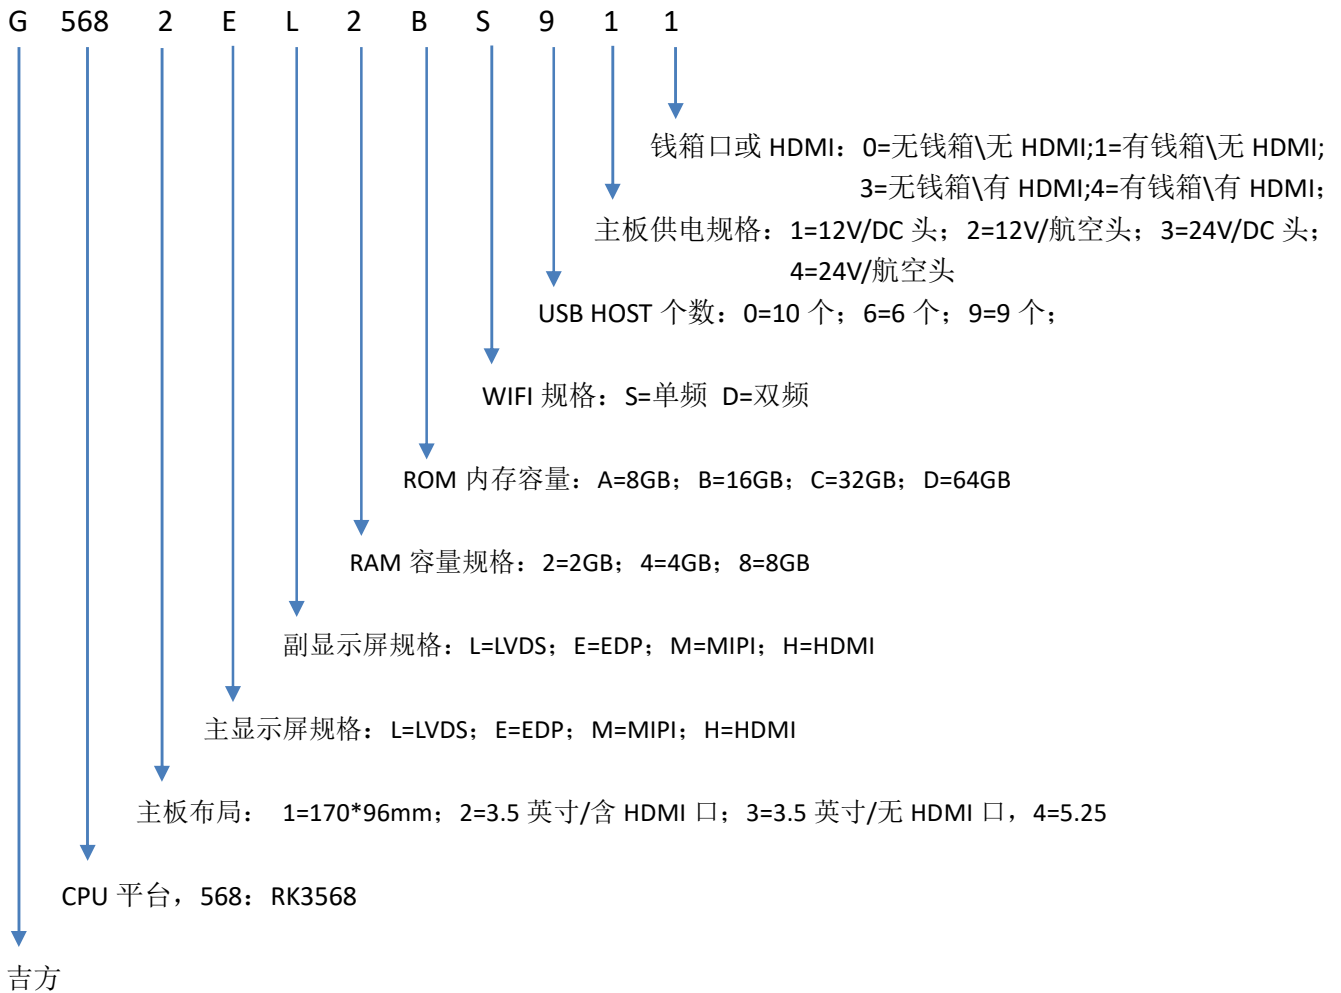 G 568 2 E L 2 B S 9 1 1
钱箱口或 HDMI：0=无钱箱\无 HDMI;1=有钱箱\无 HDMI;
3=无钱箱\有 HDMI;4=有钱箱\有 HDMI；
主板供电规格：1=12V/DC 头；2=12V/航空头；3=24V/DC 头；
4=24V/航空头
USB HOST 个数：0=10 个；6=6 个；9=9 个；
WIFI 规格：S=单频 D=双频
ROM 内存容量：A=8GB；B=16GB；C=32GB；D=64GB
RAM 容量规格：2=2GB；4=4GB；8=8GB
副显示屏规格：L=LVDS；E=EDP；M=MIPI；H=HDMI
主显示屏规格：L=LVDS；E=EDP；M=MIPI；H=HDMI
主板布局： 1=170*96mm；2=3.5 英寸/含 HDMI 口；3=3.5 英寸/无 HDMI 口，4=5.25
CPU 平台，568：RK3568
吉方